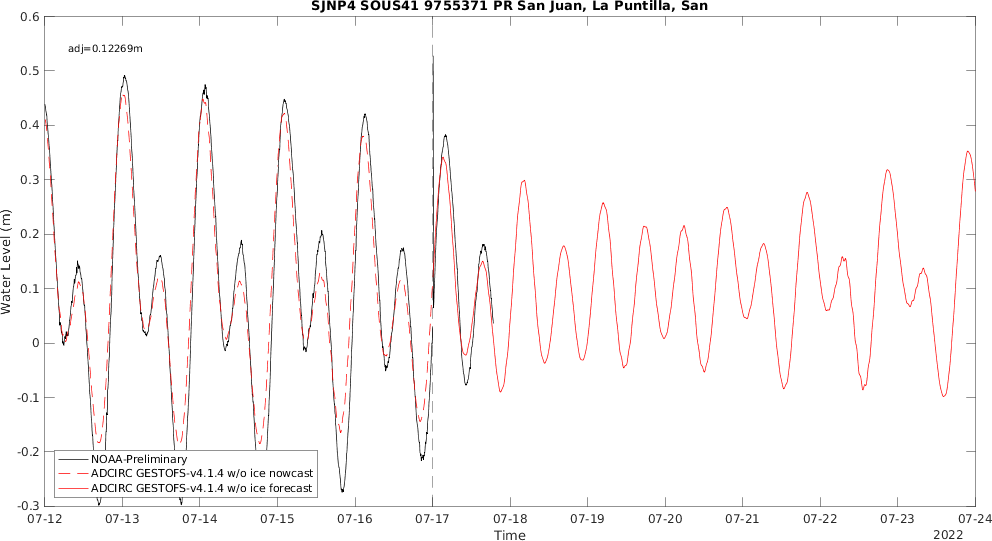 SJNP4 SOUS41 9755371 PR San Juan, La Puntilla, San
adj=0.12269m
0.6
0.5
0.4
0.3
0.2
0.1
0
-0.1
-0.2
-0.3
Water Level (m)
NOAA-Preliminary
ADCIRC GESTOFS-v4.1.4 w/o ice nowcast
ADCIRC GESTOFS-v4.1.4 w/o ice forecast
07-12 07-13 07-14 07-15 07-16 07-17 07-18 07-19 07-20 07-21 07-22 07-23 07-24
Time
2022